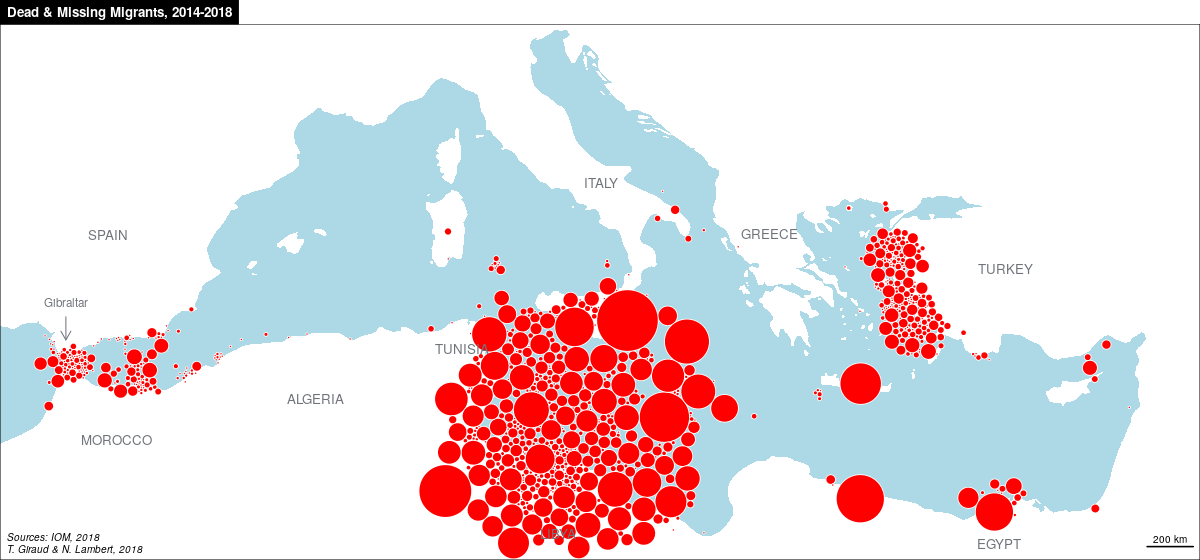 Dead & Missing Migrants, 2014-2018
ITALY
SPAIN
GREECE
TURKEY
Gibraltar
TUNISIA
ALGERIA
MOROCCO
LIBYA
EGYPT
Sources: IOM, 2018
T. Giraud & N. Lambert, 2018
200 km